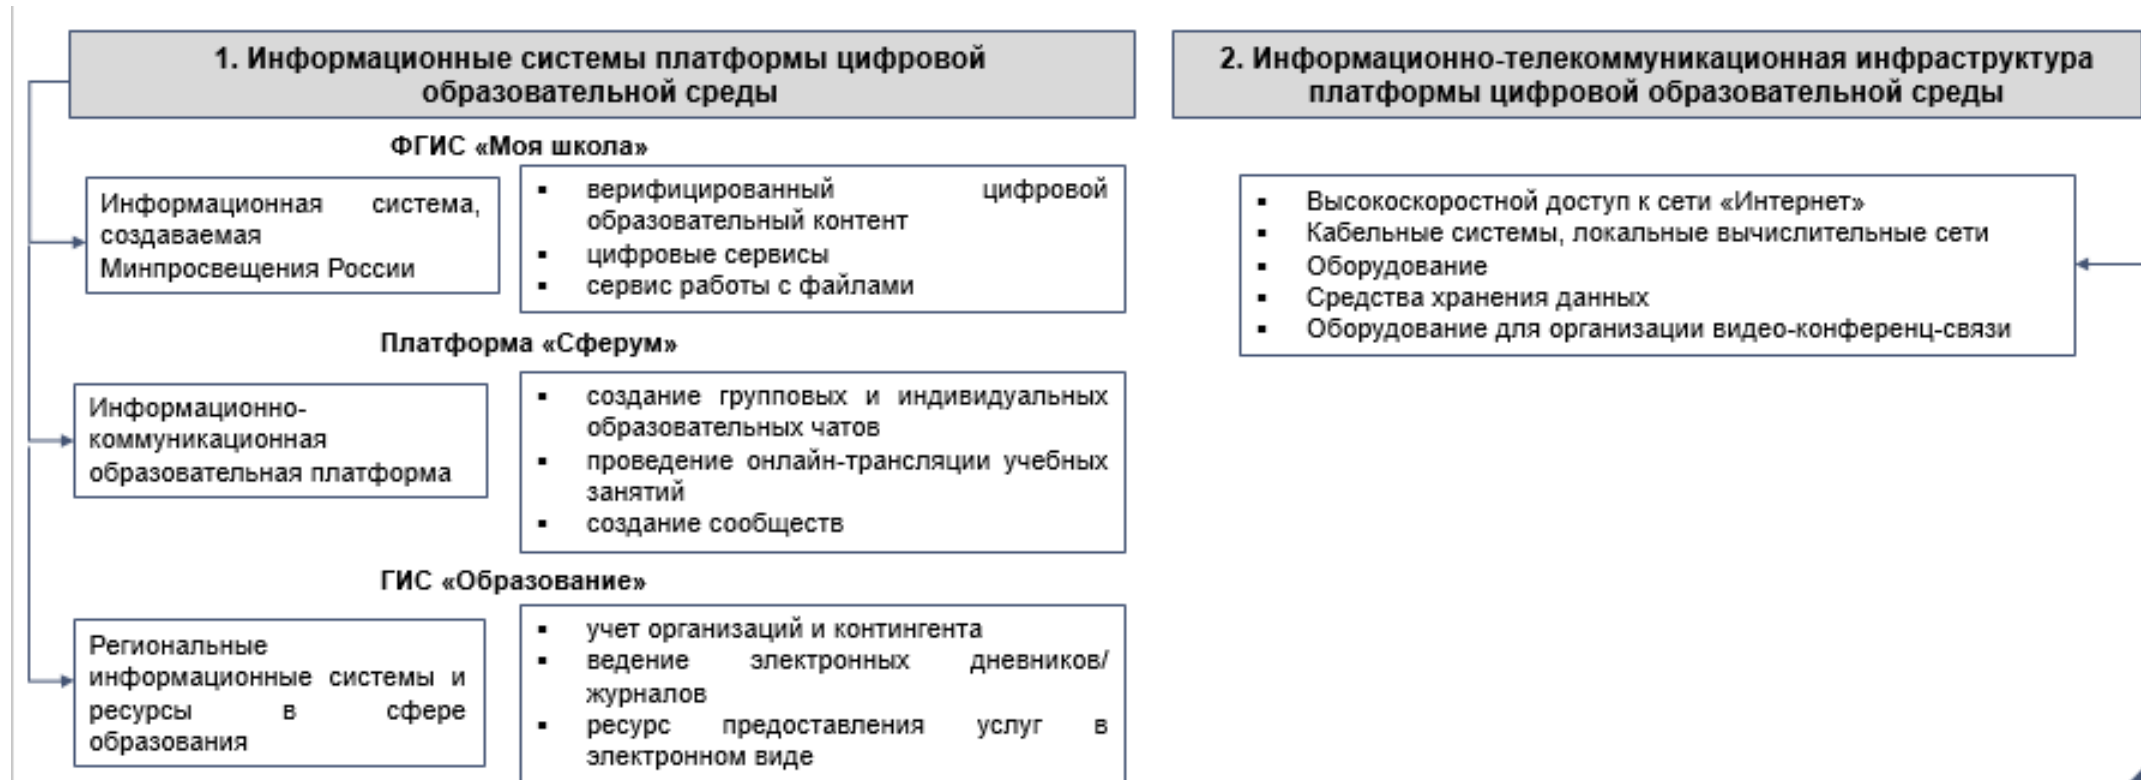 1. Информационные системы платформы цифровой
образовательной среды
ФГИС «Моя школа»
Информационная система,
создаваемая
Минпросвещения России
▪ верифицированный цифровой
образовательный контент
▪ цифровые сервисы
▪ сервис работы с файлами
Платформа «Сферум»
Информационно-
коммуникационная
образовательная платформа
▪ создание групповых и индивидуальных
образовательных чатов
▪ проведение онлайн-трансляции учебных
занятий
▪ создание сообществ
ГИС «Образование»
Региональные
информационные системы и
ресурсы в сфере
образования
▪ учет организаций и контингента
▪ ведение электронных дневников/
журналов
▪ ресурс предоставления услуг в
электронном виде
2. Информационно-телекоммуникационная инфраструктура
платформы цифровой образовательной среды
▪ Высокоскоростной доступ к сети «Интернет»
▪ Кабельные системы, локальные вычислительные сети
▪ Оборудование
▪ Средства хранения данных
▪ Оборудование для организации видео-конференц-связи